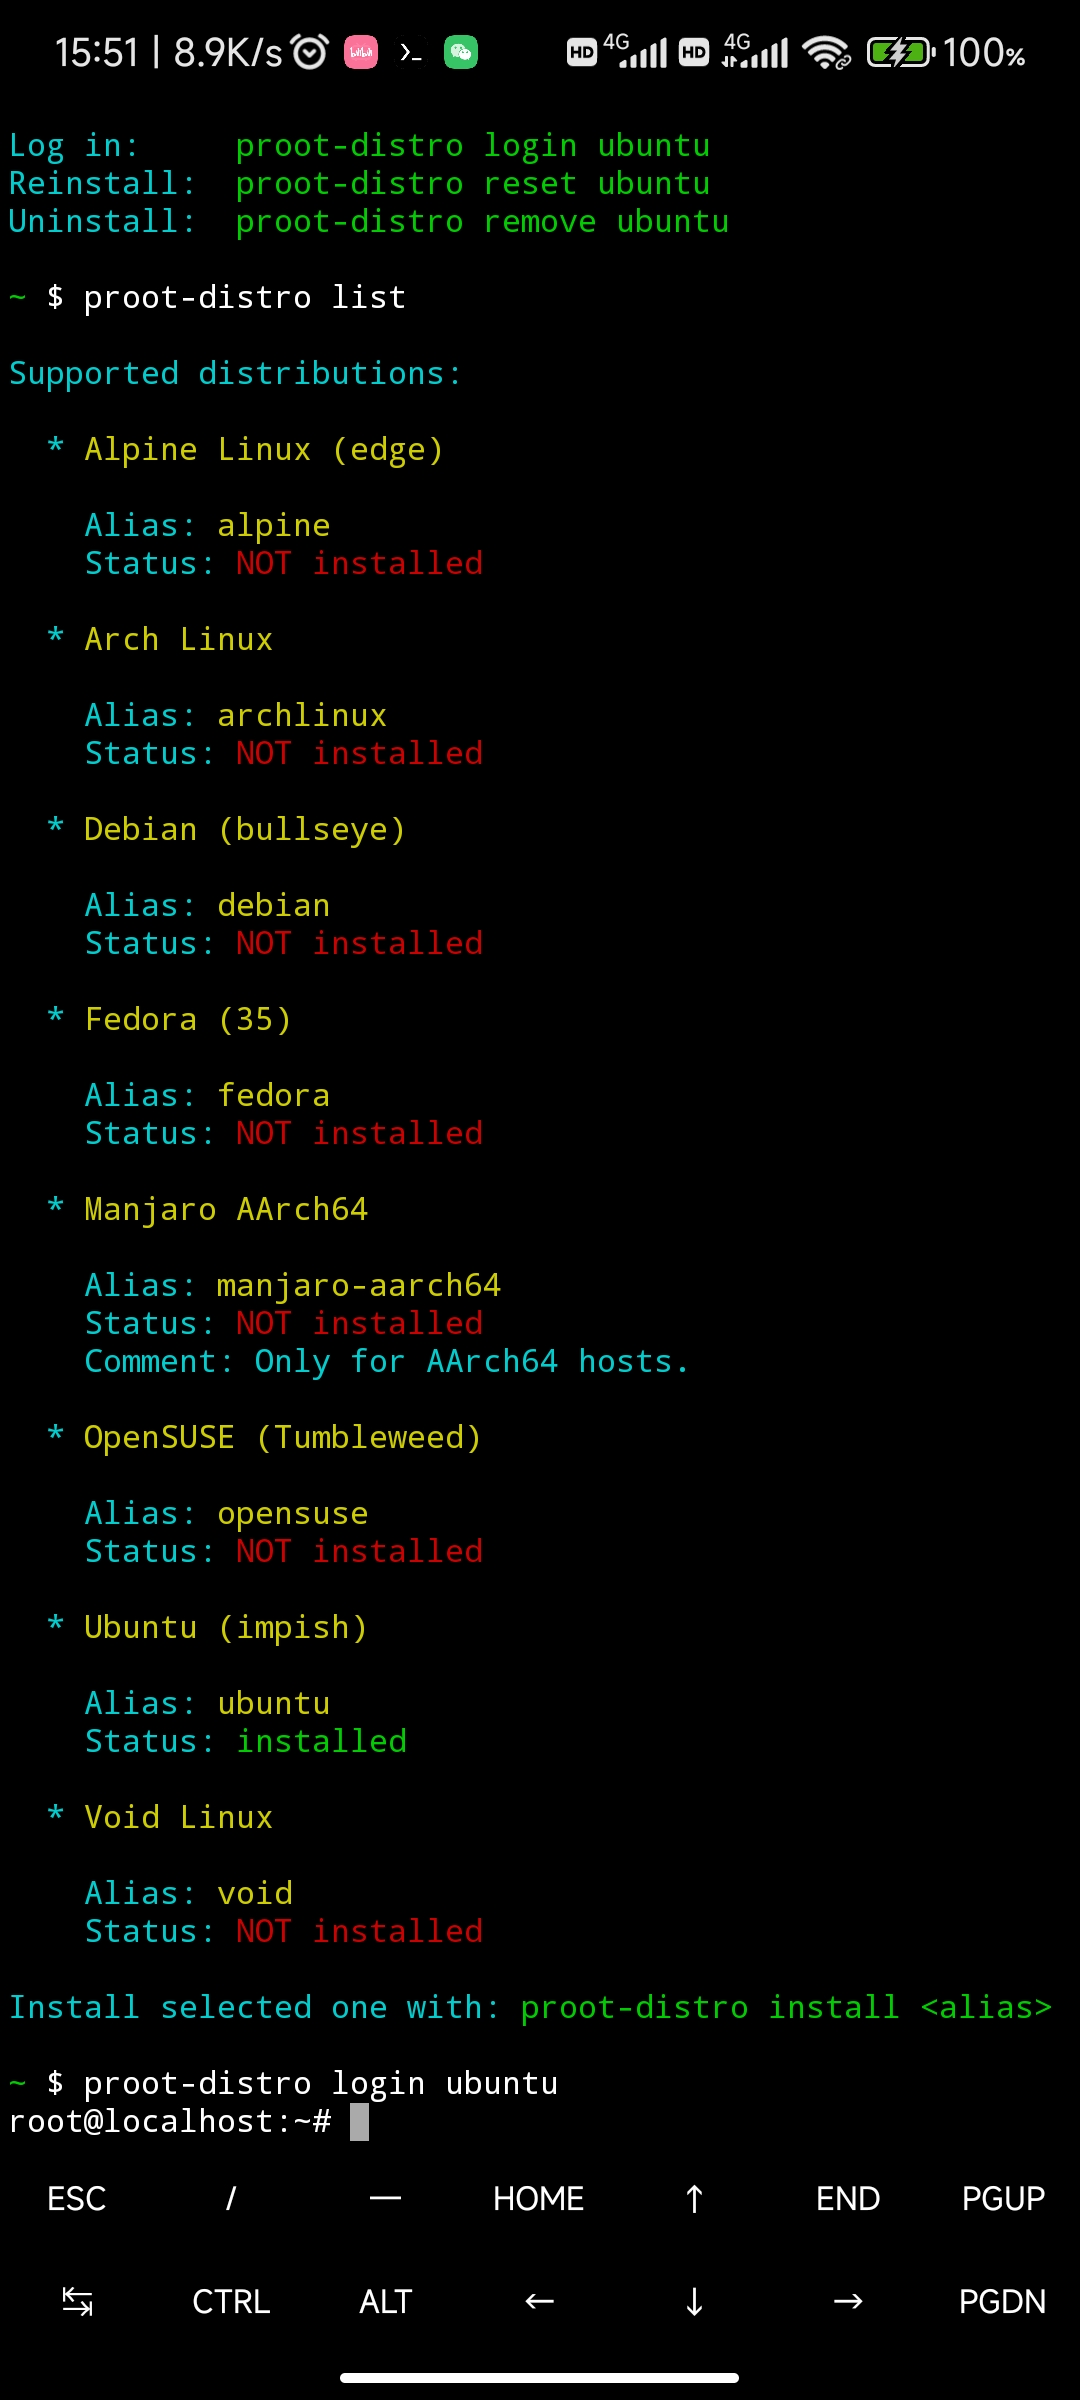 15:51 | 8.9K/s bilibili >_ HD 4G HD 4G 100%
Log in: proot-distro login ubuntu
Reinstall: proot-distro reset ubuntu
Uninstall: proot-distro remove ubuntu
~ $ proot-distro list
Supported distributions:
* Alpine Linux (edge)
Alias: alpine
Status: NOT installed
* Arch Linux
Alias: archlinux
Status: NOT installed
* Debian (bullseye)
Alias: debian
Status: NOT installed
* Fedora (35)
Alias: fedora
Status: NOT installed
* Manjaro AArch64
Alias: manjaro-aarch64
Status: NOT installed
Comment: Only for AArch64 hosts.
* OpenSUSE (Tumbleweed)
Alias: opensuse
Status: NOT installed
* Ubuntu (impish)
Alias: ubuntu
Status: installed
* Void Linux
Alias: void
Status: NOT installed
Install selected one with: proot-distro install <alias>
~ $ proot-distro login ubuntu
root@localhost:~#
ESC / — HOME ↑ END PGUP
↹ CTRL ALT ← ↓ → PGDN